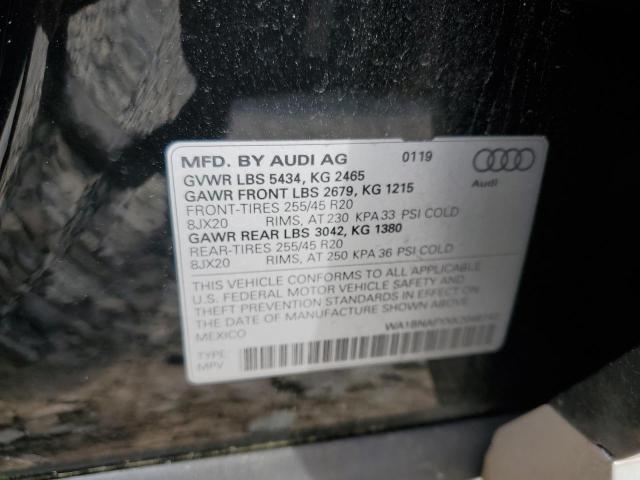 MFD. BY AUDI AG 0119
GVWR LBS 5434, KG 2465
GAWR FRONT LBS 2679, KG 1215
FRONT-TIRES 255/45 R20
8JX20 RIMS, AT 230 KPA 33 PSI COLD
GAWR REAR LBS 3042, KG 1380
REAR-TIRES 255/45 R20
8JX20 RIMS, AT 250 KPA 36 PSI COLD
Audi
THIS VEHICLE CONFORMS TO ALL APPLICABLE
U.S. FEDERAL MOTOR VEHICLE SAFETY AND
THEFT PREVENTION STANDARDS IN EFFECT ON
THE DATE OF MANUFACTURE SHOWN ABOVE
MEXICO
TYPE:
MPV